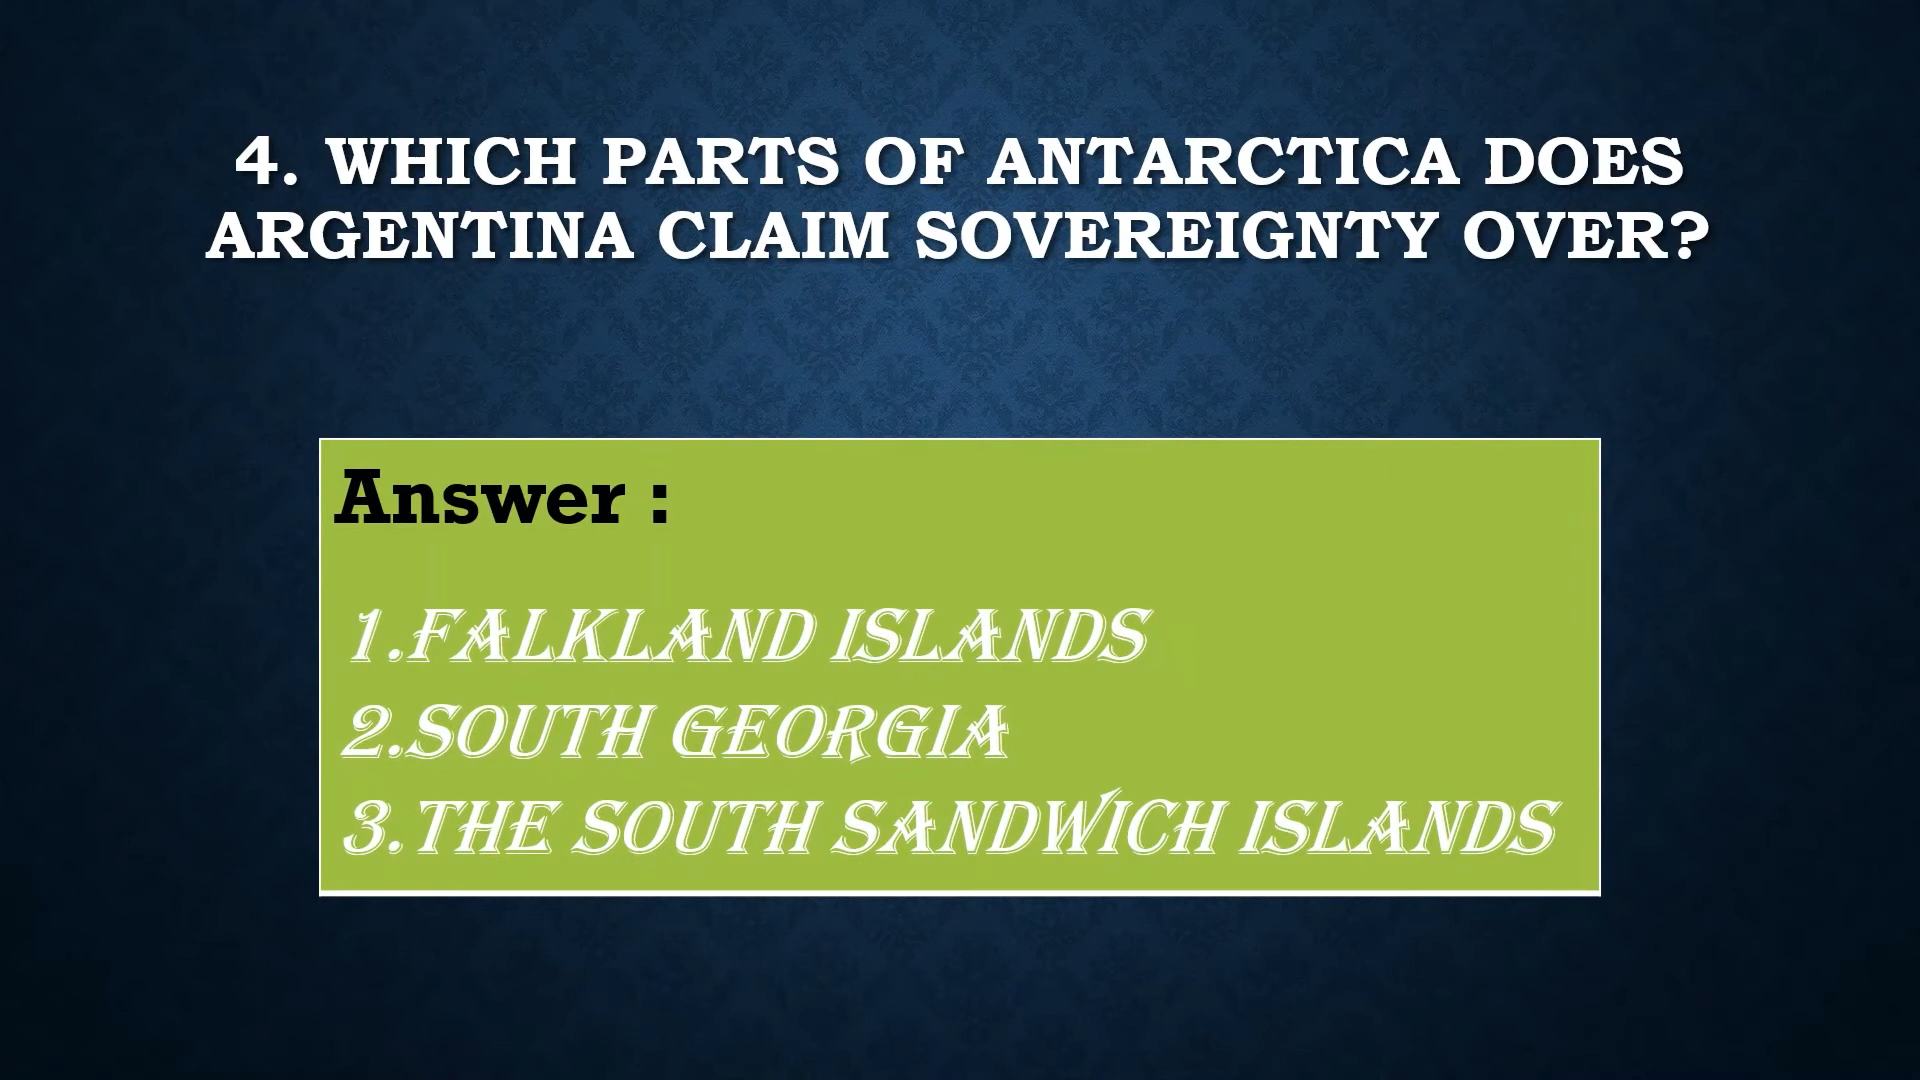 4. WHICH PARTS OF ANTARCTICA DOES
ARGENTINA CLAIM SOVEREIGNTY OVER?
Answer :
1.FALKLAND ISLANDS
2.SOUTH GEORGIA
3.THE SOUTH SANDWICH ISLANDS